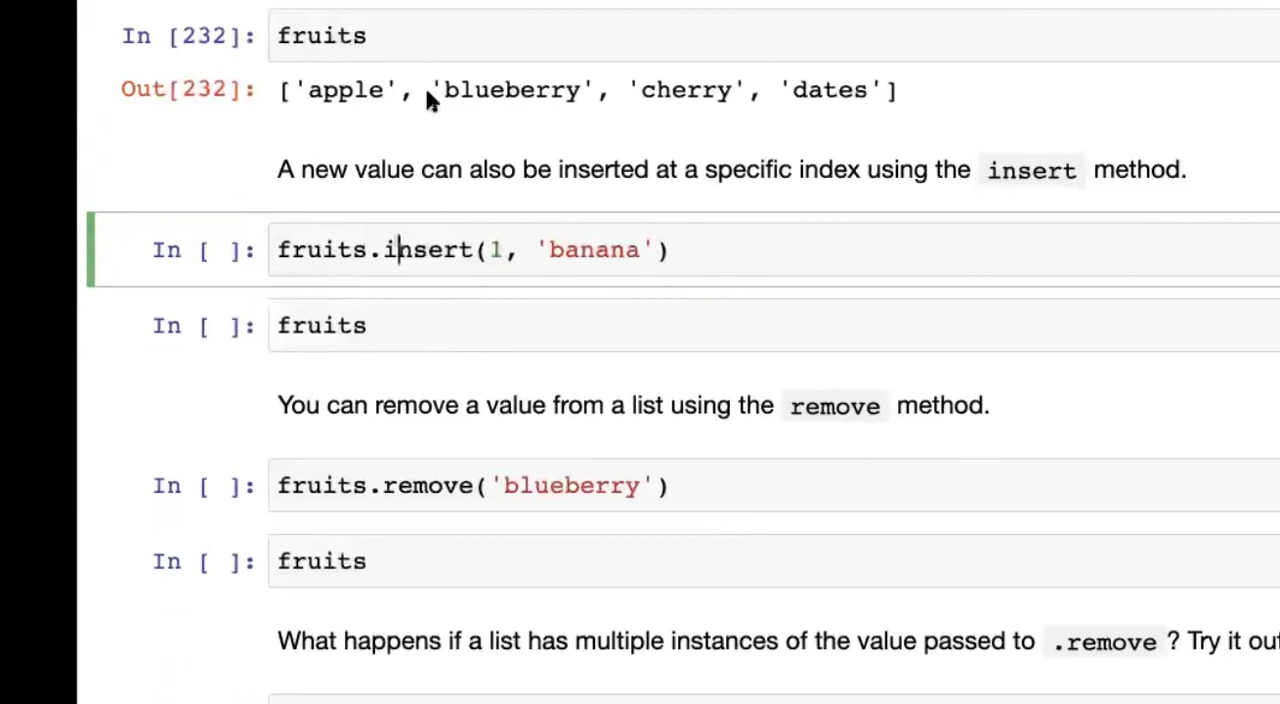 In [232]: fruits
Out[232]: ['apple', 'blueberry', 'cherry', 'dates']
A new value can also be inserted at a specific index using the insert method.
In [ ]: fruits.insert(1, 'banana')
In [ ]: fruits
You can remove a value from a list using the remove method.
In [ ]: fruits.remove('blueberry')
In [ ]: fruits
What happens if a list has multiple instances of the value passed to .remove? Try it out